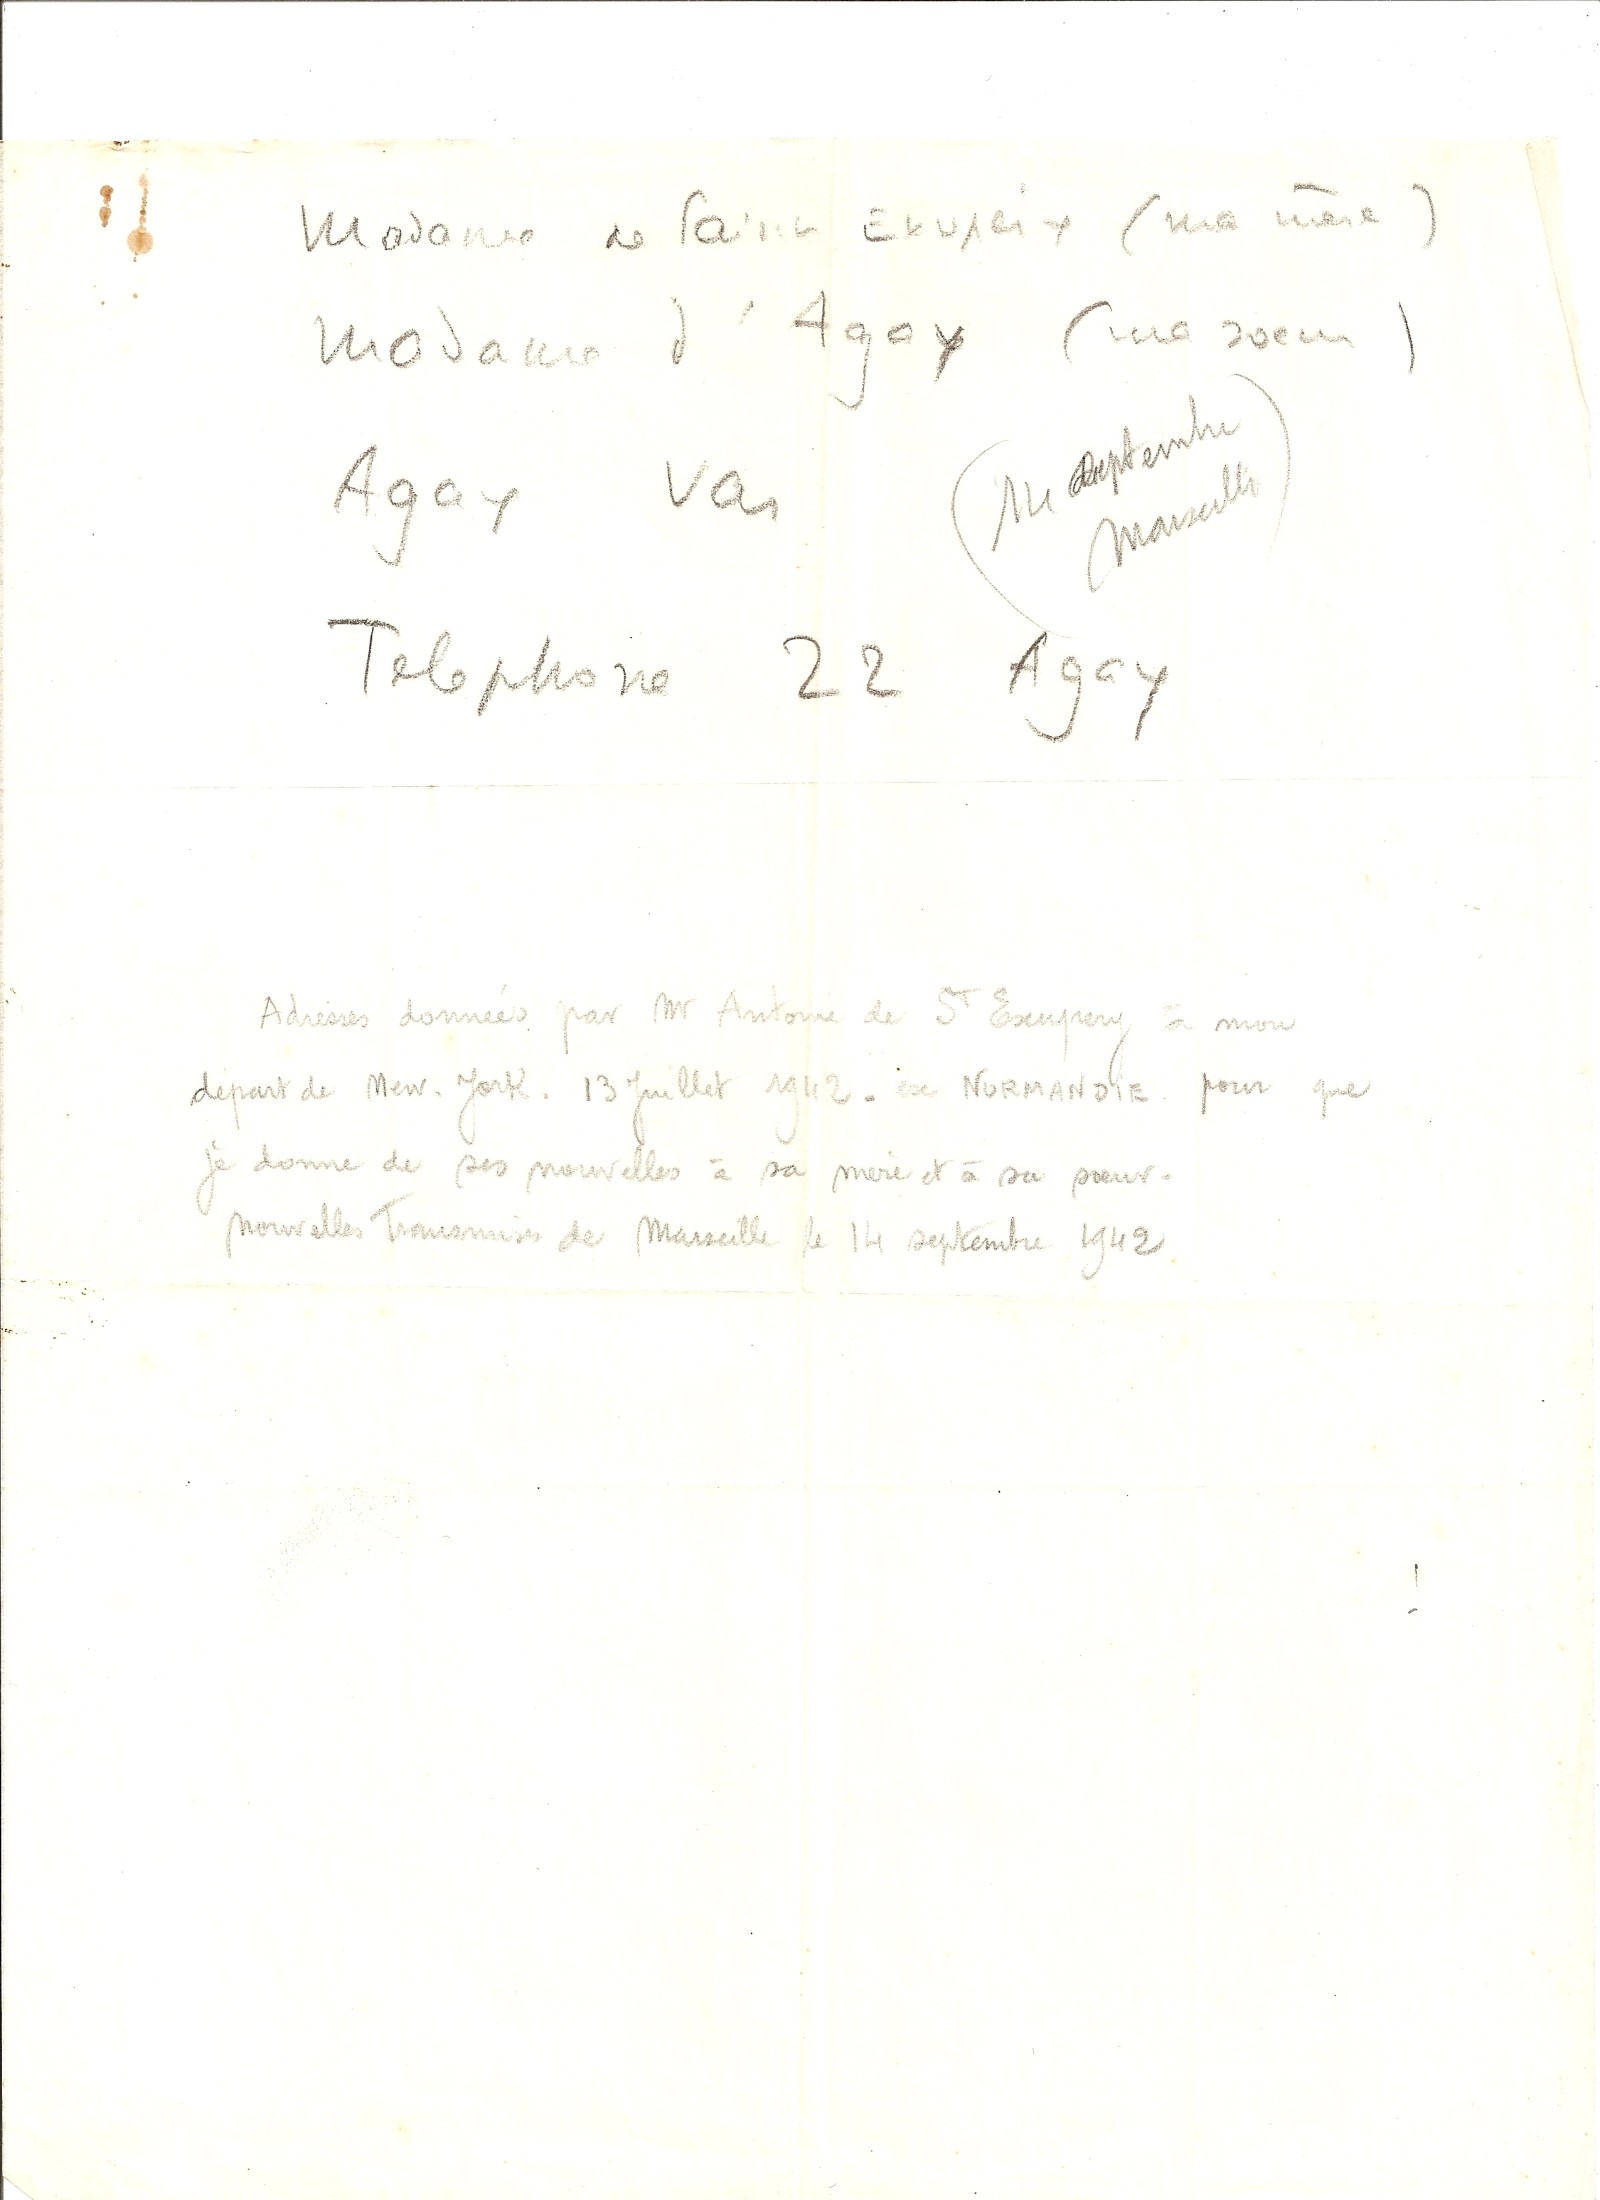 Madame de Saint Exupéry (ma mère)
Madame d'Agay (ma soeur)
Agay Var
(14 septembre
Marseille)
Telephone 22 Agay
Adresses données par Mr Antoine de St Exupery à mon
départ de New-York. 13 Juillet 1942 - ex NORMANDIE pour que
je donne de ses nouvelles à sa mère et à sa soeur.
Nouvelles Transmises de Marseille le 14 septembre 1942